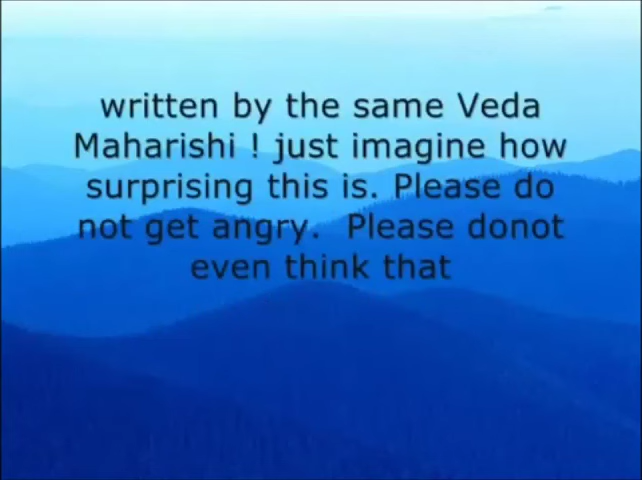 written by the same Veda
Maharishi ! just imagine how
surprising this is. Please do
not get angry.  Please donot
even think that